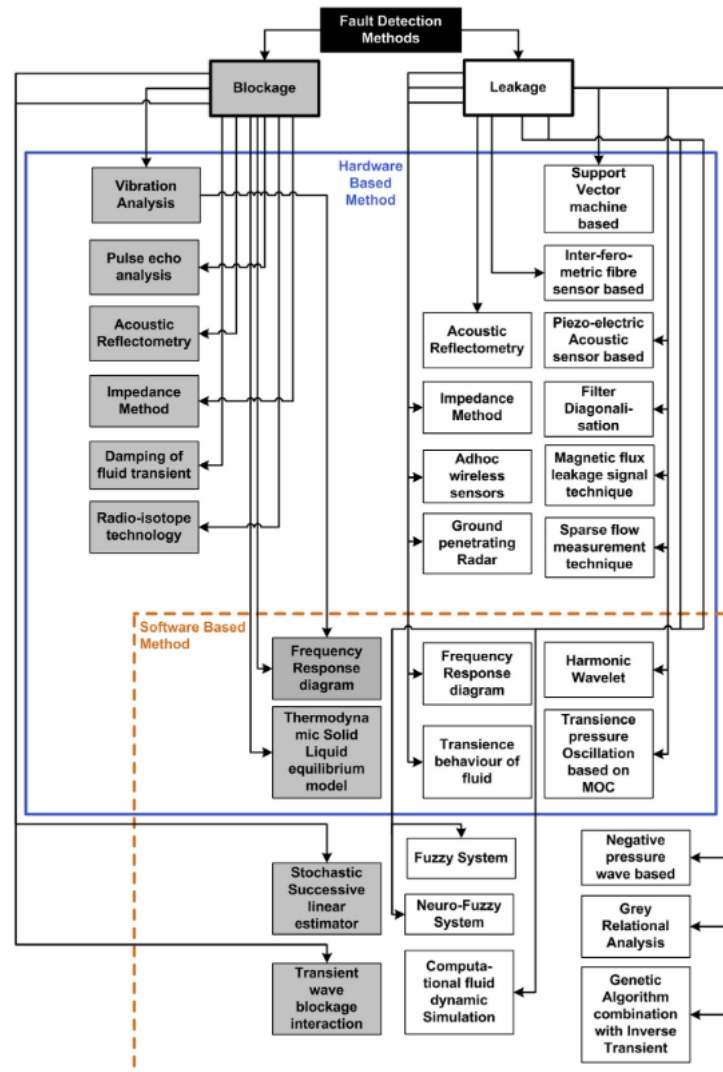 Fault Detection
Methods
Blockage
Leakage
Hardware
Based
Method
Vibration
Analysis
Support
Vector
machine
based
Pulse echo
analysis
Inter-fero-
metric fibre
sensor based
Acoustic
Reflectometry
Acoustic
Reflectometry
Piezo-electric
Acoustic
sensor based
Impedance
Method
Impedance
Method
Filter
Diagonali-
sation
Damping of
fluid transient
Adhoc
wireless
sensors
Magnetic flux
leakage signal
technique
Radio-isotope
technology
Ground
penetrating
Radar
Sparse flow
measurement
technique
Software Based
Method
Frequency
Response
diagram
Frequency
Response
diagram
Harmonic
Wavelet
Thermodyna
mic Solid
Liquid
equilibrium
model
Transience
behaviour of
fluid
Transience
pressure
Oscillation
based on
MOC
Stochastic
Successive
linear
estimator
Fuzzy System
Negative
pressure
wave based
Neuro-Fuzzy
System
Grey
Relational
Analysis
Transient
wave
blockage
interaction
Computa-
tional fluid
dynamic
Simulation
Genetic
Algorithm
combination
with Inverse
Transient